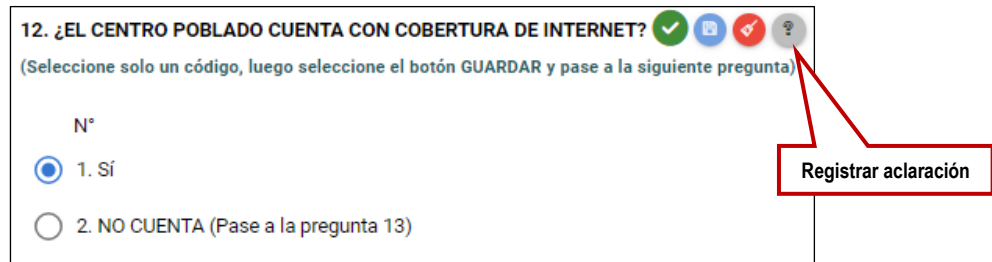 12. ¿EL CENTRO POBLADO CUENTA CON COBERTURA DE INTERNET?
?
(Seleccione solo un código, luego seleccione el botón GUARDAR y pase a la siguiente pregunta)
N°
1. Sí
Registrar aclaración
2. NO CUENTA (Pase a la pregunta 13)